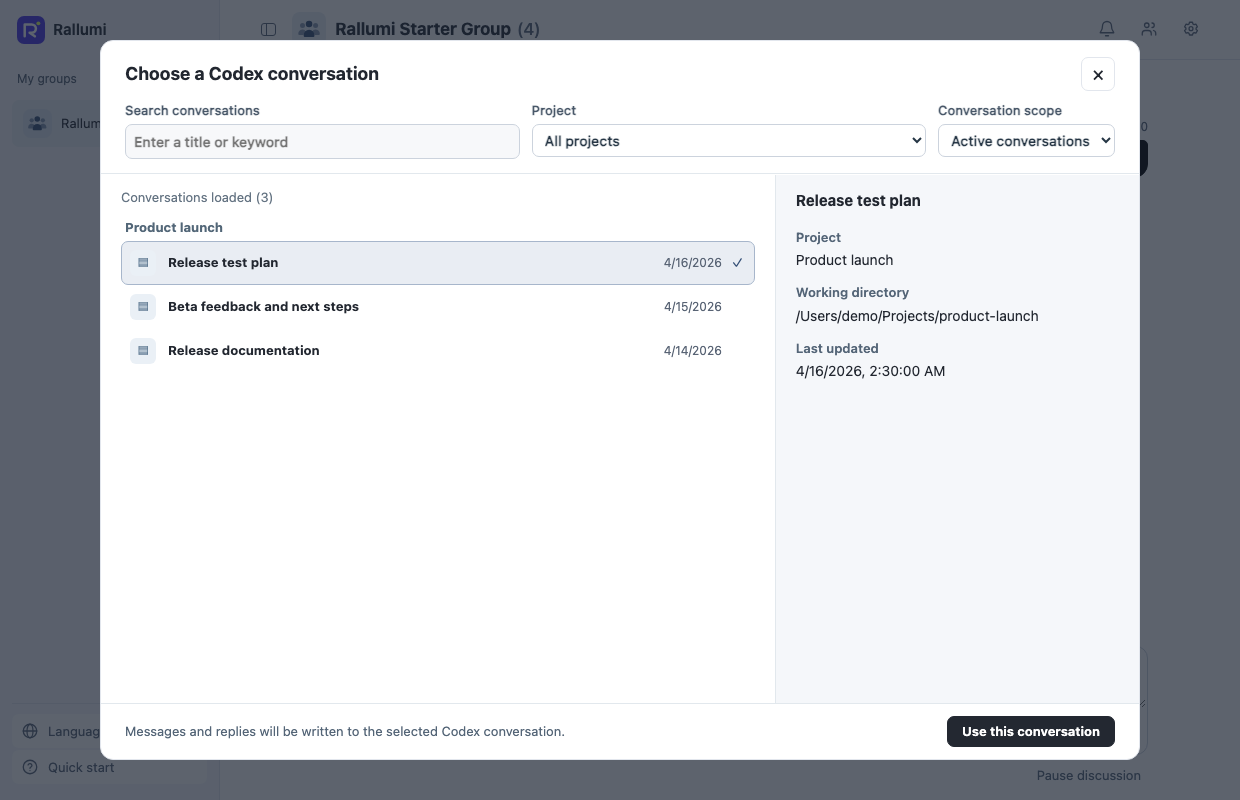 Rallumi
Rallumi Starter Group (4)
My groups
Rallum
Choose a Codex conversation
Search conversations
Enter a title or keyword
Project
All projects
Conversation scope
Active conversations
0
Conversations loaded (3)
Product launch
Release test plan 4/16/2026
Beta feedback and next steps 4/15/2026
Release documentation 4/14/2026
Release test plan
Project
Product launch
Working directory
/Users/demo/Projects/product-launch
Last updated
4/16/2026, 2:30:00 AM
Messages and replies will be written to the selected Codex conversation.
Use this conversation
Languag
Quick start
Pause discussion